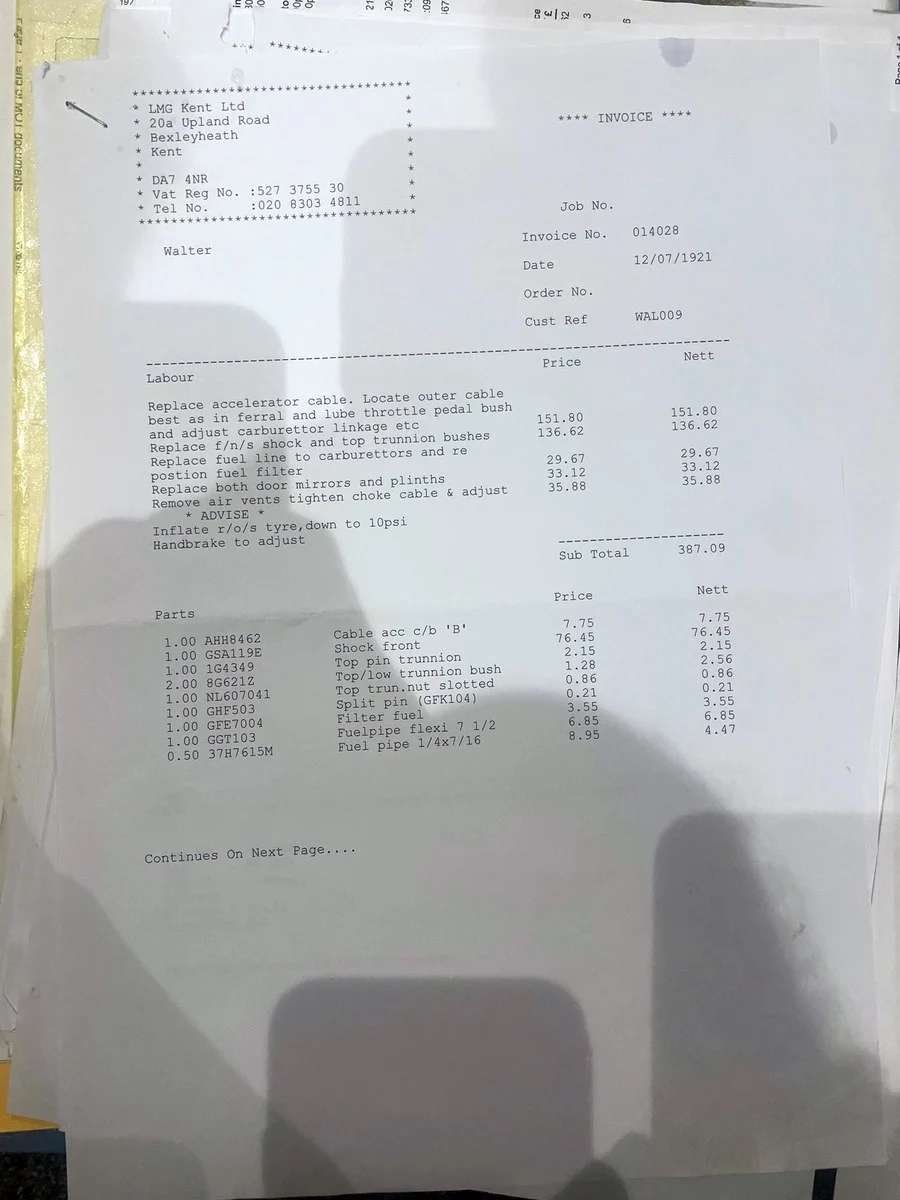 *********************************
* LMG Kent Ltd *
* 20a Upland Road *
* Bexleyheath *
* Kent *
* *
* DA7 4NR *
* Vat Reg No. :527 3755 30 *
* Tel No. :020 8303 4811 *
*********************************
**** INVOICE ****
Walter
Job No.
Invoice No. 014028
Date 12/07/1921
Order No.
Cust Ref WAL009
Labour Price Nett
Replace accelerator cable. Locate outer cable
best as in ferral and lube throttle pedal bush
and adjust carburettor linkage etc 151.80 151.80
Replace f/n/s shock and top trunnion bushes 136.62 136.62
Replace fuel line to carburettors and re
postion fuel filter 29.67 29.67
Replace both door mirrors and plinths 33.12 33.12
Remove air vents tighten choke cable & adjust 35.88 35.88
* ADVISE *
Inflate r/o/s tyre,down to 10psi
Handbrake to adjust
Sub Total 387.09
Parts Price Nett
1.00 AHH8462 Cable acc c/b 'B' 7.75 7.75
1.00 GSA119E Shock front 76.45 76.45
1.00 1G4349 Top pin trunnion 2.15 2.15
2.00 8G621Z Top/low trunnion bush 1.28 2.56
1.00 NL607041 Top trun.nut slotted 0.86 0.86
1.00 GHF503 Split pin (GFK104) 0.21 0.21
1.00 GFE7004 Filter fuel 3.55 3.55
1.00 GGT103 Fuelpipe flexi 7 1/2 6.85 6.85
0.50 37H7615M Fuel pipe 1/4x7/16 8.95 4.47
Continues On Next Page....